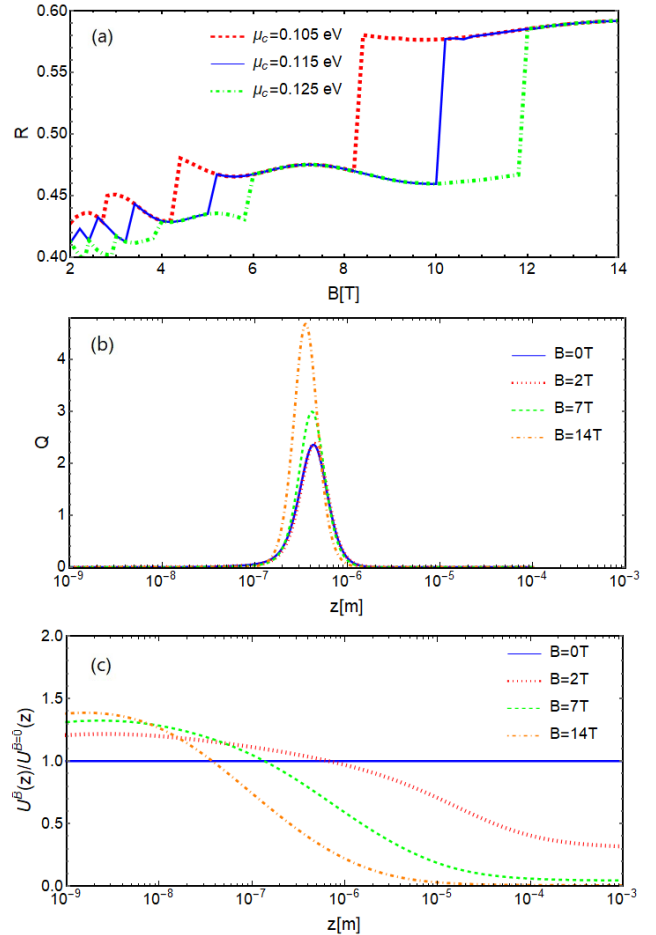 0.60
(a)
μc=0.105 eV
μc=0.115 eV
μc=0.125 eV
0.55
R
0.50
0.45
0.40
2 4 6 8 10 12 14
B[T]
(b)
4
B=0T
B=2T
3
B=7T
B=14T
Q
2
1
0
10⁻⁹ 10⁻⁸ 10⁻⁷ 10⁻⁶ 10⁻⁵ 10⁻⁴ 10⁻³
z[m]
2.0
(c)
B=0T
B=2T
1.5
B=7T
B=14T
U^B(z)/U^B=0(z)
1.0
0.5
0.0
10⁻⁹ 10⁻⁸ 10⁻⁷ 10⁻⁶ 10⁻⁵ 10⁻⁴ 10⁻³
z[m]